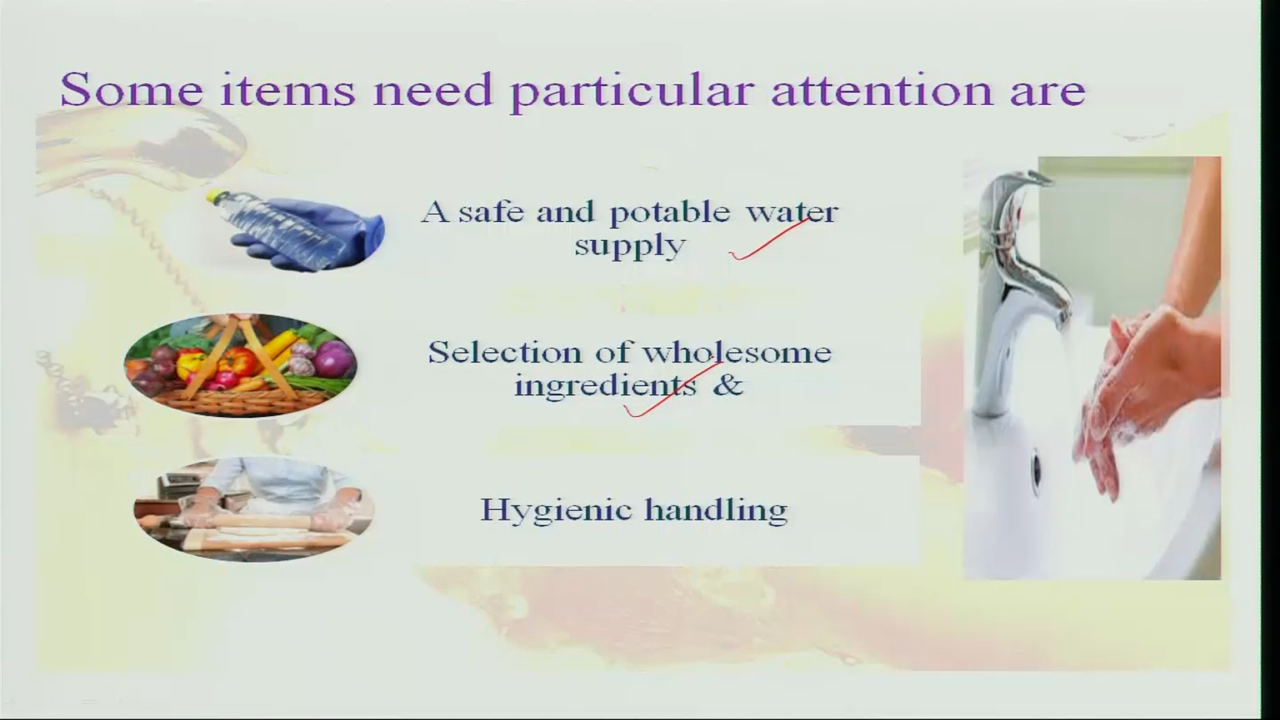 Some items need particular attention are
A safe and potable water
supply
Selection of wholesome
ingredients &
Hygienic handling